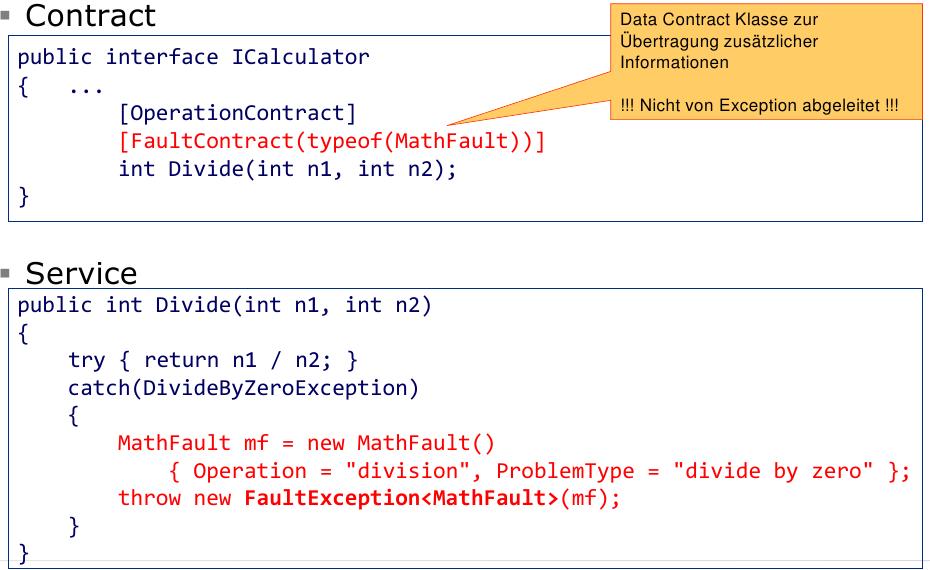 Contract
Data Contract Klasse zur
Übertragung zusätzlicher
Informationen
!!! Nicht von Exception abgeleitet !!!
public interface ICalculator
{   ...
        [OperationContract]
        [FaultContract(typeof(MathFault))]
        int Divide(int n1, int n2);
}
Service
public int Divide(int n1, int n2)
{
    try { return n1 / n2; }
    catch(DivideByZeroException)
    {
        MathFault mf = new MathFault()
            { Operation = "division", ProblemType = "divide by zero" };
        throw new FaultException<MathFault>(mf);
    }
}